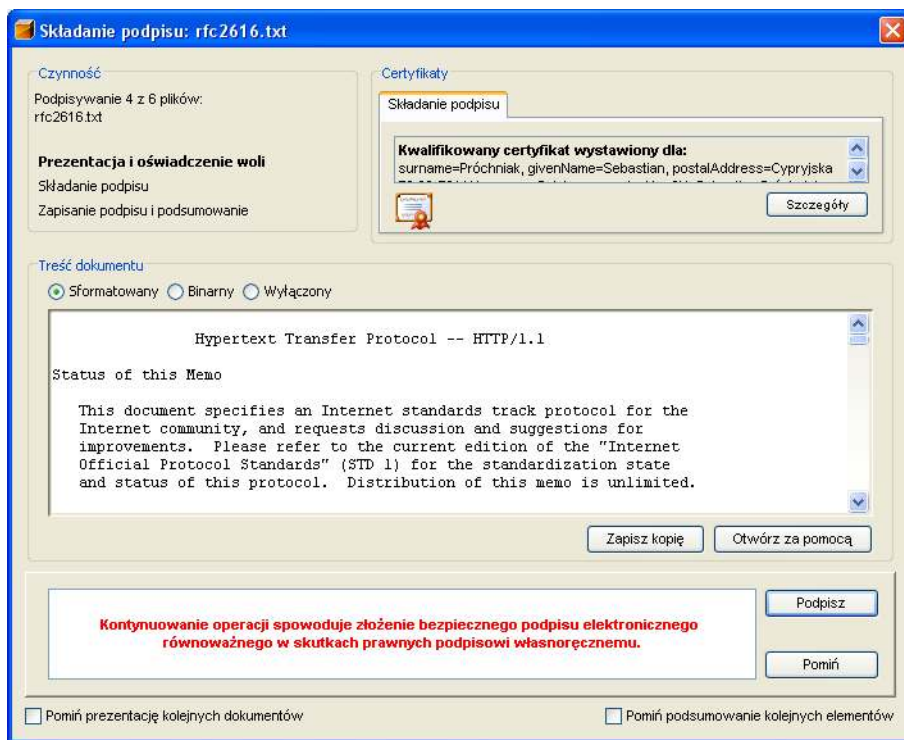 Składanie podpisu: rfc2616.txt
Czynność
Podpisywanie 4 z 6 plików:
rfc2616.txt
Prezentacja i oświadczenie woli
Składanie podpisu
Zapisanie podpisu i podsumowanie
Certyfikaty
Składanie podpisu
Kwalifikowany certyfikat wystawiony dla:
surname=Próchniak, givenName=Sebastian, postalAddress=Cypryjska
Szczegóły
Treść dokumentu
Sformatowany Binarny Wyłączony
Hypertext Transfer Protocol -- HTTP/1.1
Status of this Memo
This document specifies an Internet standards track protocol for the
Internet community, and requests discussion and suggestions for
improvements. Please refer to the current edition of the "Internet
Official Protocol Standards" (STD 1) for the standardization state
and status of this protocol. Distribution of this memo is unlimited.
Zapisz kopię Otwórz za pomocą
Kontynuowanie operacji spowoduje złożenie bezpiecznego podpisu elektronicznego
równoważnego w skutkach prawnych podpisowi własnoręcznemu.
Podpisz
Pomiń
Pomiń prezentację kolejnych dokumentów
Pomiń podsumowanie kolejnych elementów